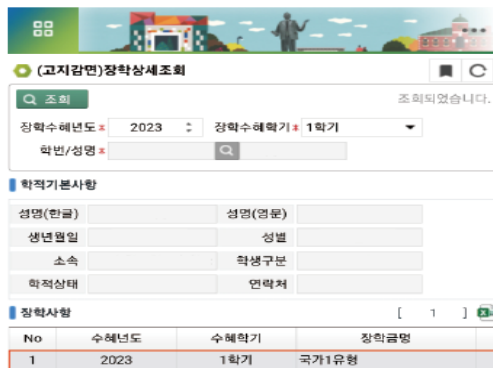 (고지감면)장학상세조회
조회
조회되었습니다.
장학수혜년도 2023 장학수혜학기 1학기
학번/성명
학적기본사항
성명(한글) 성명(영문)
생년월일 성별
소속 학생구분
학적상태 연락처
장학사항 [ 1 ]
No 수혜년도 수혜학기 장학금명
1 2023 1학기 국가1유형